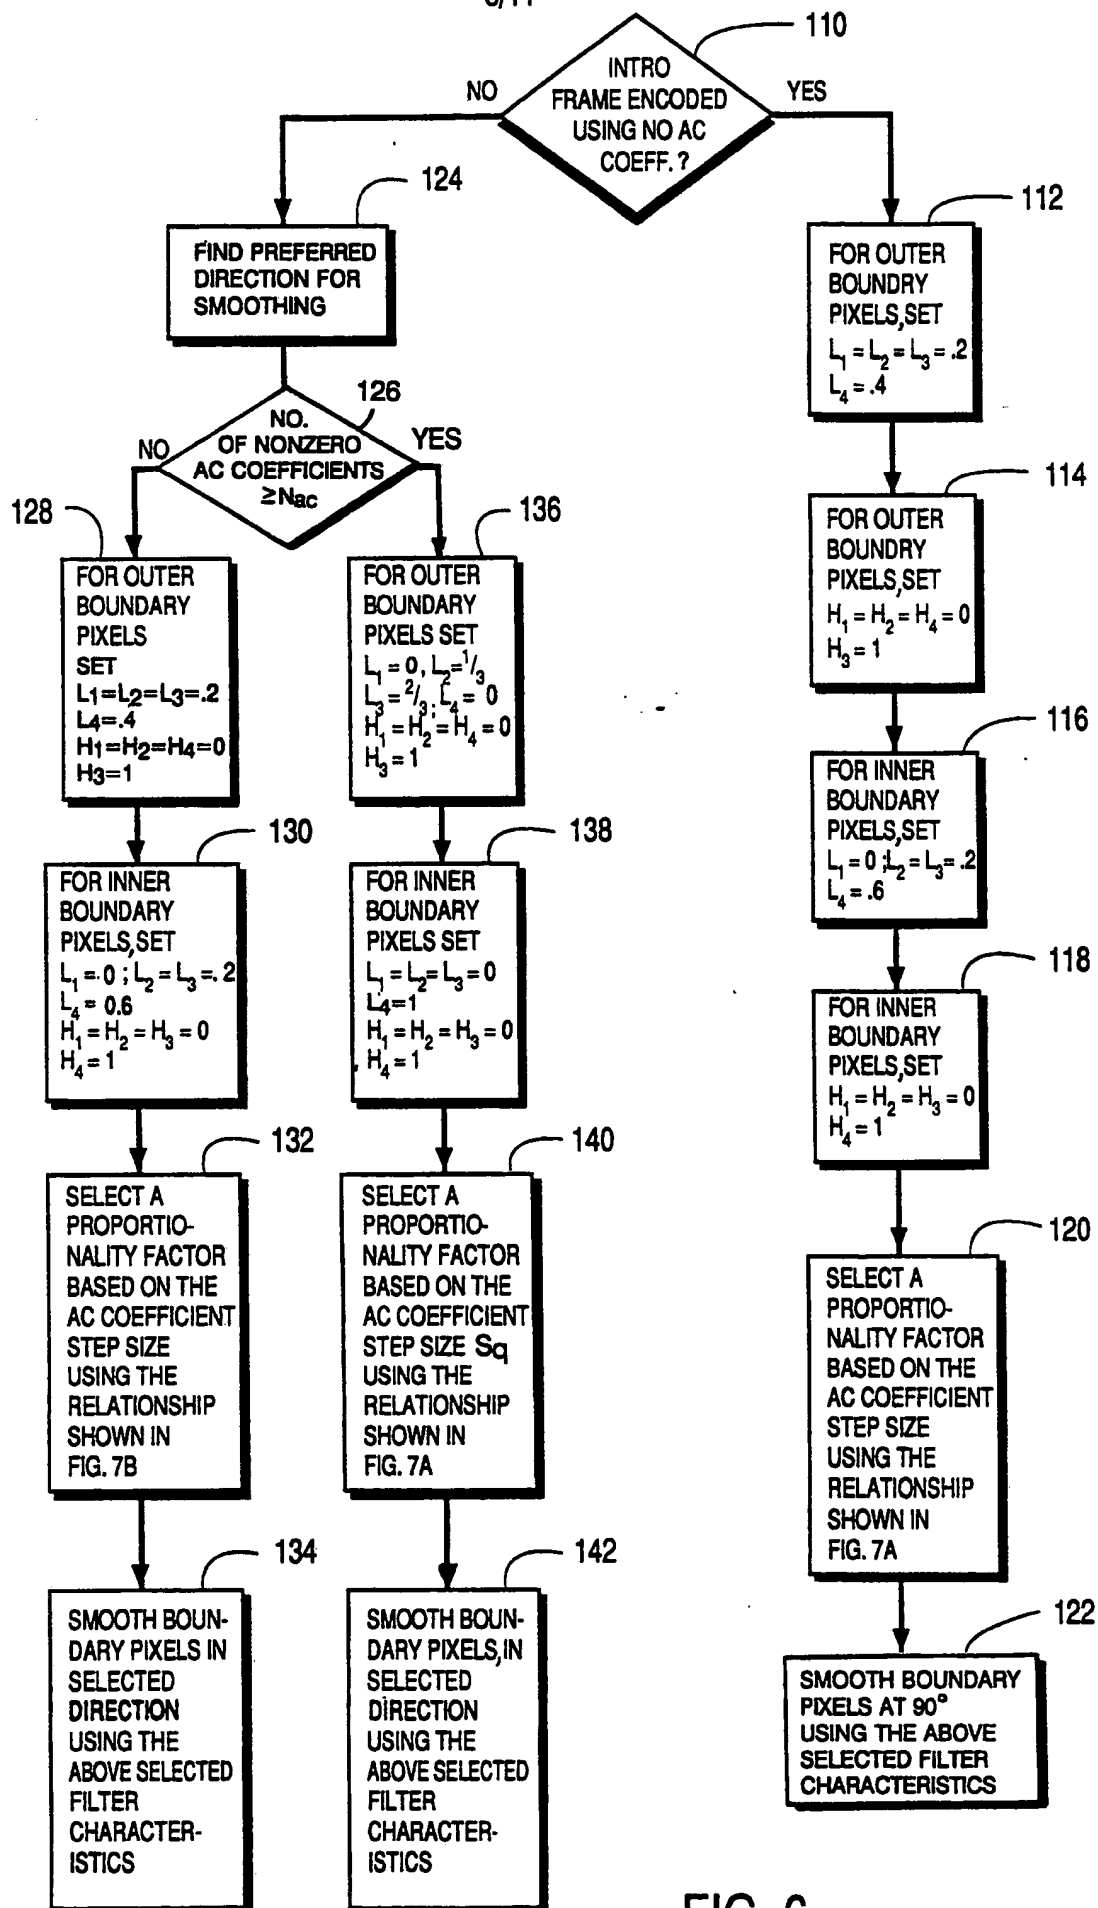 110
INTRO
FRAME ENCODED
USING NO AC
COEFF. ?
NO
YES
124
FIND PREFERRED
DIRECTION FOR
SMOOTHING
126
NO.
OF NONZERO
AC COEFFICIENTS
≥Nac
NO
YES
128
FOR OUTER
BOUNDARY
PIXELS
SET
L1=L2=L3=.2
L4=.4
H1=H2=H4=0
H3=1
130
FOR INNER
BOUNDARY
PIXELS,SET
L1=.0 ; L2 = L3 =. 2
L4 = 0.6
H1 = H2 = H3 = 0
H4 = 1
132
SELECT A
PROPORTIO-
NALITY FACTOR
BASED ON THE
AC COEFFICIENT
STEP SIZE
USING THE
RELATIONSHIP
SHOWN IN
FIG. 7B
134
SMOOTH BOUN-
DARY PIXELS IN
SELECTED
DIRECTION
USING THE
ABOVE SELECTED
FILTER
CHARACTER-
ISTICS
136
FOR OUTER
BOUNDARY
PIXELS SET
L1 = 0, L2=1/3
L3 = 2/3; L4 = 0
H1 = H2 = H4 = 0
H3 = 1
138
FOR INNER
BOUNDARY
PIXELS SET
L1 = L2 = L3 = 0
L4=1
H1 = H2 = H3 = 0
H4 = 1
140
SELECT A
PROPORTIO-
NALITY FACTOR
BASED ON THE
AC COEFFICIENT
STEP SIZE Sq
USING THE
RELATIONSHIP
SHOWN IN
FIG. 7A
142
SMOOTH BOUN-
DARY PIXELS, IN
SELECTED
DIRECTION
USING THE
ABOVE SELECTED
FILTER
CHARACTER-
ISTICS
112
FOR OUTER
BOUNDRY
PIXELS,SET
L1 = L2 = L3 = .2
L4 = .4
114
FOR OUTER
BOUNDRY
PIXELS,SET
H1 = H2 = H4 = 0
H3 = 1
116
FOR INNER
BOUNDARY
PIXELS,SET
L1 = 0 ;L2 = L3 = .2
L4 = .6
118
FOR INNER
BOUNDARY
PIXELS,SET
H1 = H2 = H3 = 0
H4 = 1
120
SELECT A
PROPORTIO-
NALITY FACTOR
BASED ON THE
AC COEFFICIENT
STEP SIZE
USING THE
RELATIONSHIP
SHOWN IN
FIG. 7A
122
SMOOTH BOUNDARY
PIXELS AT 90°
USING THE ABOVE
SELECTED FILTER
CHARACTERISTICS
FIG. 6